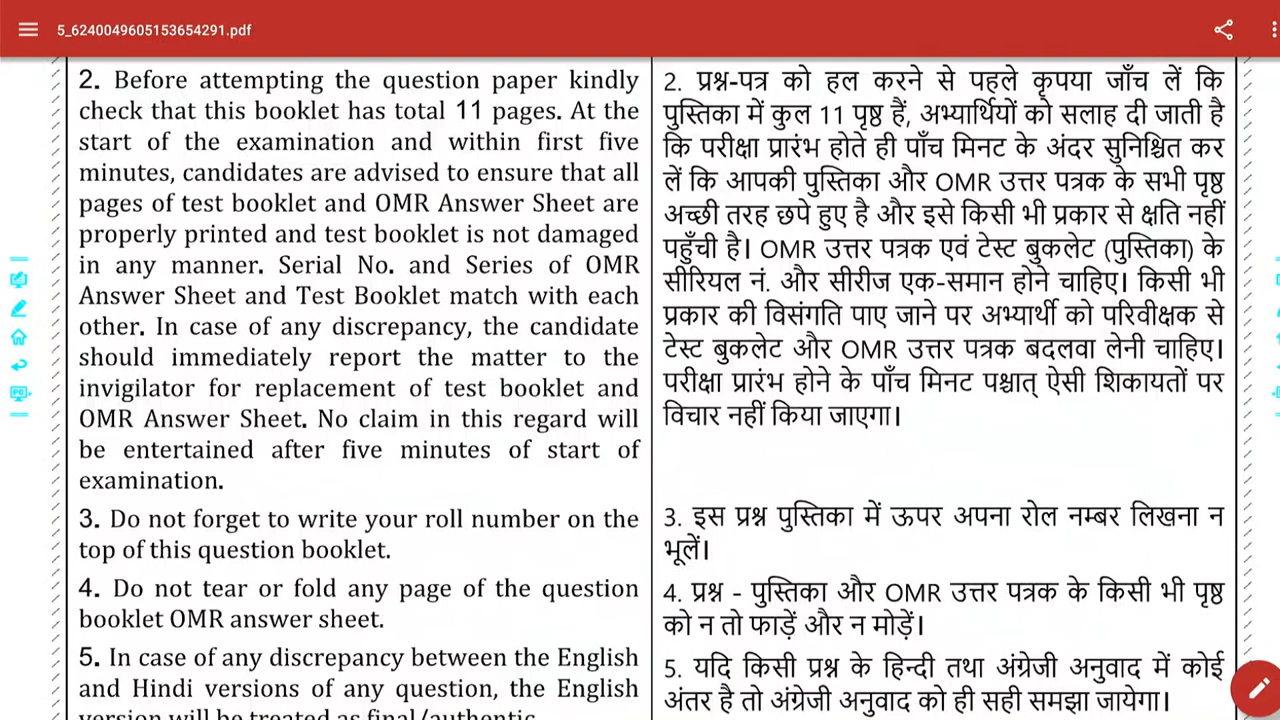 5_6240049605153654291.pdf
2. Before attempting the question paper kindly
check that this booklet has total 11 pages. At the
start of the examination and within first five
minutes, candidates are advised to ensure that all
pages of test booklet and OMR Answer Sheet are
properly printed and test booklet is not damaged
in any manner. Serial No. and Series of OMR
Answer Sheet and Test Booklet match with each
other. In case of any discrepancy, the candidate
should immediately report the matter to the
invigilator for replacement of test booklet and
OMR Answer Sheet. No claim in this regard will
be entertained after five minutes of start of
examination.
3. Do not forget to write your roll number on the
top of this question booklet.
4. Do not tear or fold any page of the question
booklet OMR answer sheet.
5. In case of any discrepancy between the English
and Hindi versions of any question, the English
version will be treated as final/authentic
2. प्रश्न-पत्र को हल करने से पहले कृपया जाँच लें कि
पुस्तिका में कुल 11 पृष्ठ हैं, अभ्यार्थियों को सलाह दी जाती है
कि परीक्षा प्रारंभ होते ही पाँच मिनट के अंदर सुनिश्चित कर
लें कि आपकी पुस्तिका और OMR उत्तर पत्रक के सभी पृष्ठ
अच्छी तरह छपे हुए है और इसे किसी भी प्रकार से क्षति नहीं
पहुँची है। OMR उत्तर पत्रक एवं टेस्ट बुकलेट (पुस्तिका) के
सीरियल नं. और सीरीज एक-समान होने चाहिए। किसी भी
प्रकार की विसंगति पाए जाने पर अभ्यार्थी को परिवीक्षक से
टेस्ट बुकलेट और OMR उत्तर पत्रक बदलवा लेनी चाहिए।
परीक्षा प्रारंभ होने के पाँच मिनट पश्चात् ऐसी शिकायतों पर
विचार नहीं किया जाएगा।
3. इस प्रश्न पुस्तिका में ऊपर अपना रोल नम्बर लिखना न
भूलें।
4. प्रश्न - पुस्तिका और OMR उत्तर पत्रक के किसी भी पृष्ठ
को न तो फाड़ें और न मोड़ें।
5. यदि किसी प्रश्न के हिन्दी तथा अंग्रेजी अनुवाद में कोई
अंतर है तो अंग्रेजी अनुवाद को ही सही समझा जायेगा।